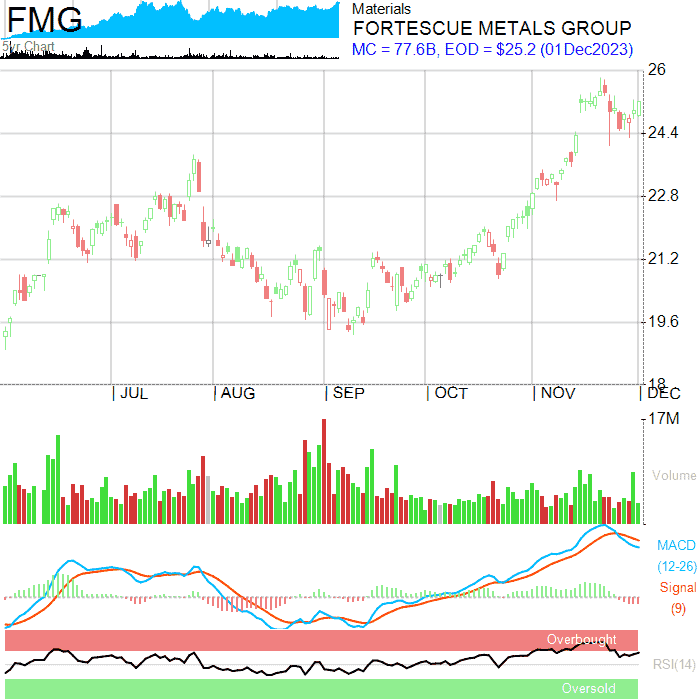 FMG
5yr Chart
Materials
FORTESCUE METALS GROUP
MC = 77.6B, EOD = $25.2 (01Dec2023)
26
24.4
22.8
21.2
19.6
18
| JUL | AUG | SEP | OCT | NOV | DEC
17M
Volume
MACD
(12-26)
Signal
(9)
Overbought
RSI(14)
Oversold